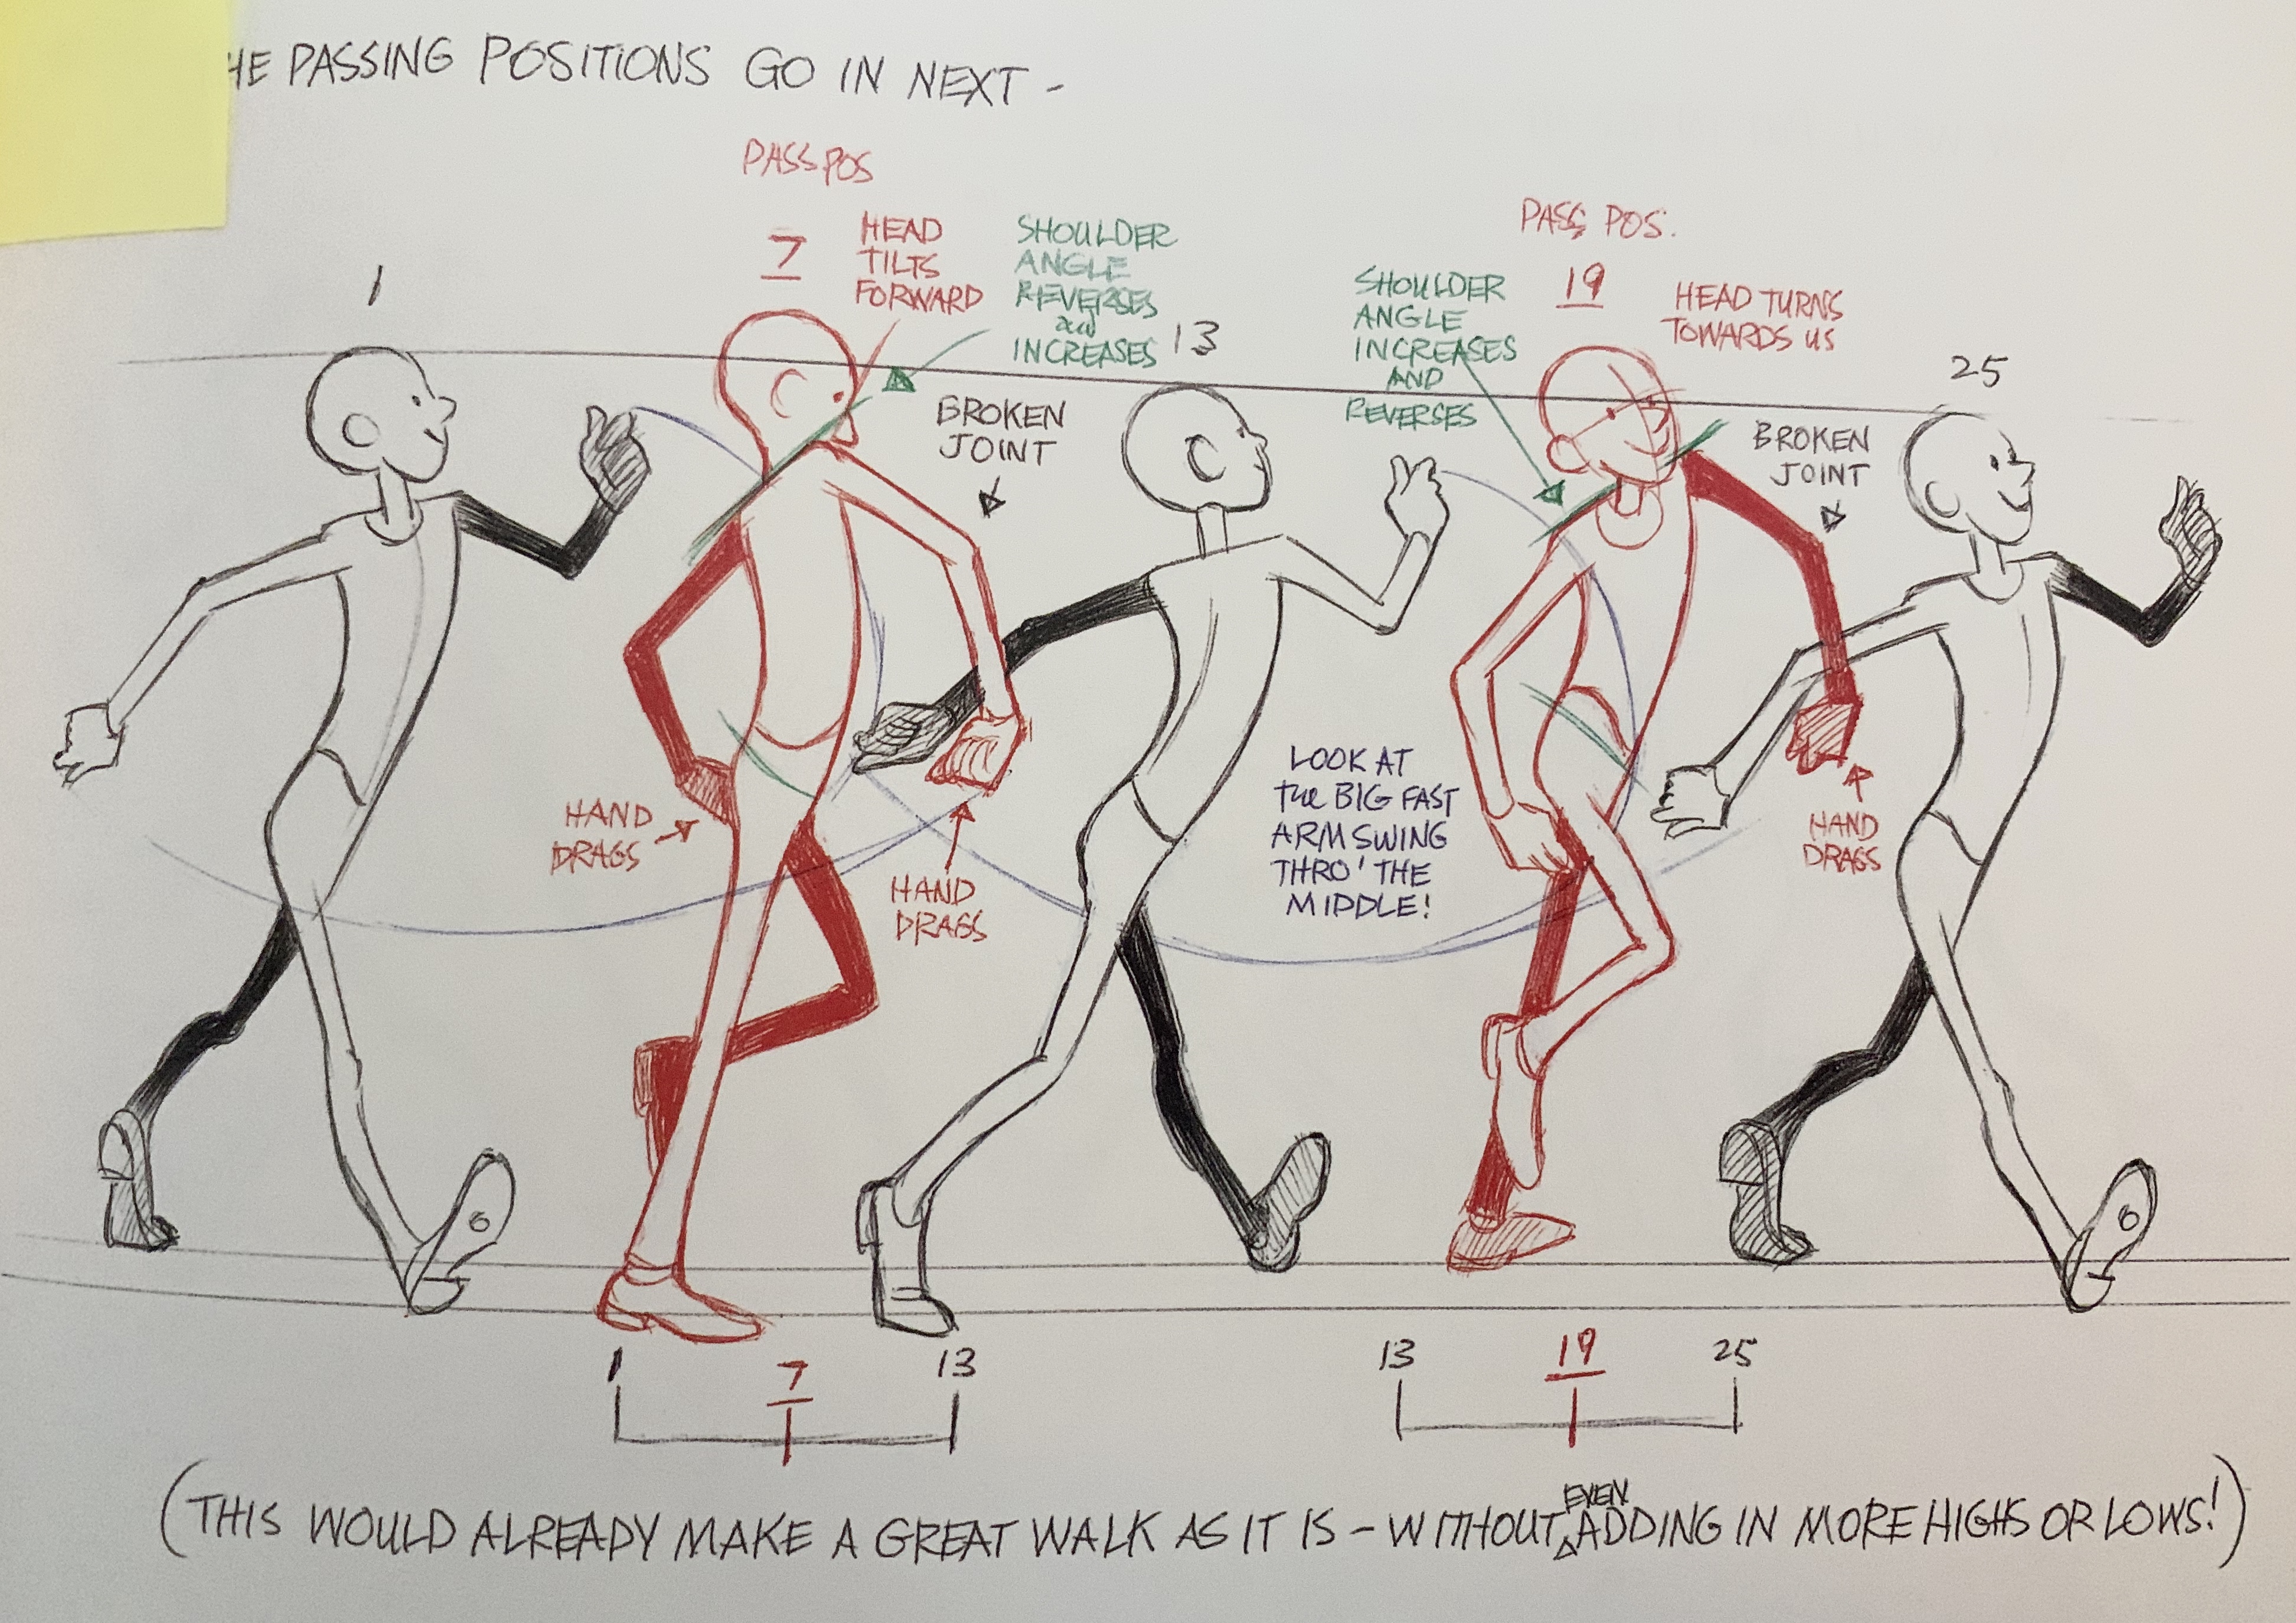 HE PASSING POSITIONS GO IN NEXT -
PASS POS
7
HEAD
TILTS
FORWARD
SHOULDER
ANGLE
REVERSES
and
INCREASES
1
13
BROKEN
JOINT
PASS POS.
19
SHOULDER
ANGLE
INCREASES
AND
REVERSES
HEAD TURNS
TOWARDS US
25
BROKEN
JOINT
HAND
DRAGS
HAND
DRAGS
LOOK AT
the BIG FAST
ARM SWING
THRO' THE
MIDDLE!
HAND
DRAGS
1 7 13
13 19 25
(THIS WOULD ALREADY MAKE A GREAT WALK AS IT IS - WITHOUT EVEN ADDING IN MORE HIGHS OR LOWS!)